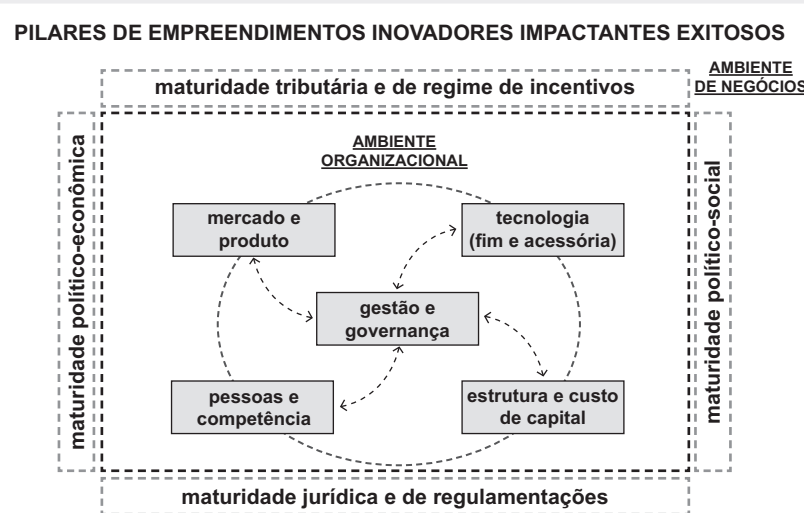 PILARES DE EMPREENDIMENTOS INOVADORES IMPACTANTES EXITOSOS
AMBIENTE
DE NEGÓCIOS
maturidade tributária e de regime de incentivos
maturidade político-econômica
AMBIENTE
ORGANIZACIONAL
mercado e
produto
tecnologia
(fim e acessória)
gestão e
governança
pessoas e
competência
estrutura e custo
de capital
maturidade político-social
maturidade jurídica e de regulamentações